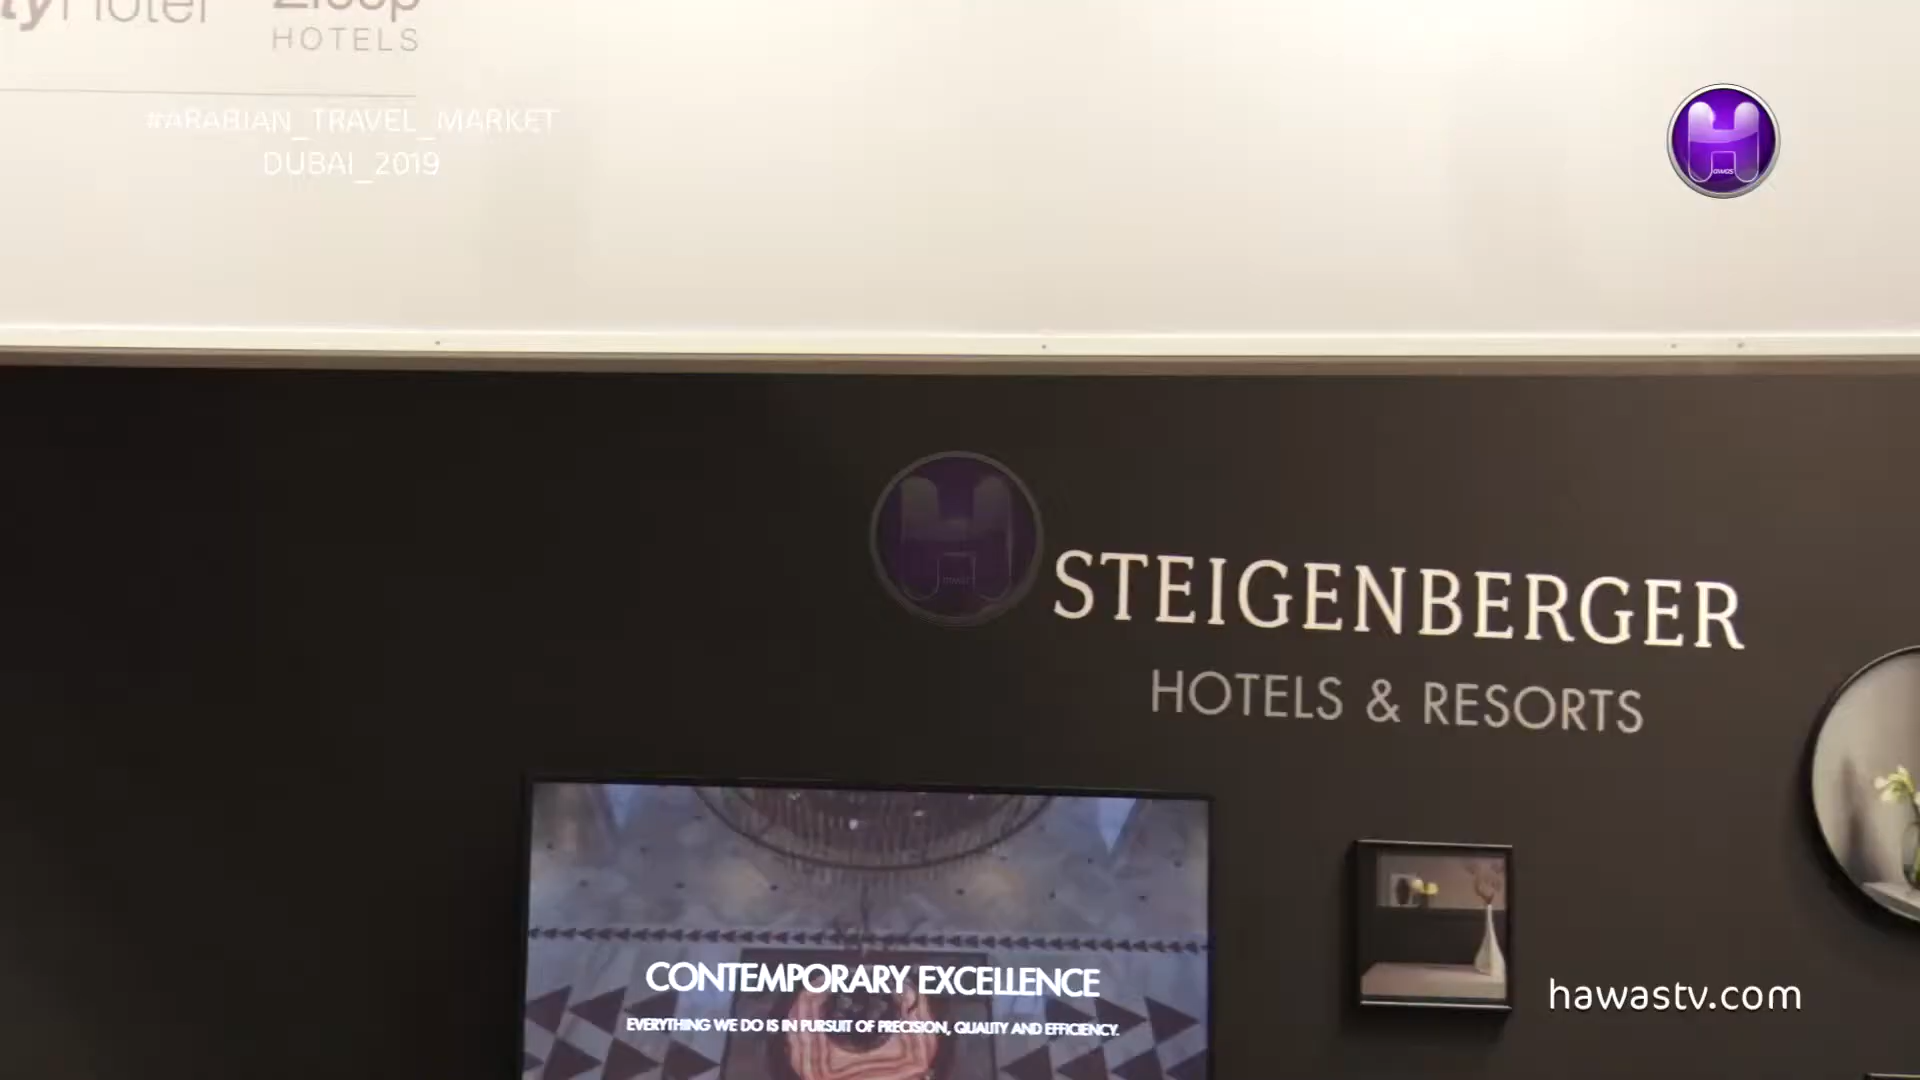 Hotel
HOTELS
#ARABIAN_TRAVEL_MARKET
DUBAI_2019
STEIGENBERGER
HOTELS & RESORTS
CONTEMPORARY EXCELLENCE
EVERYTHING WE DO IS IN PURSUIT OF PRECISION, QUALITY AND EFFICIENCY.
hawastv.com